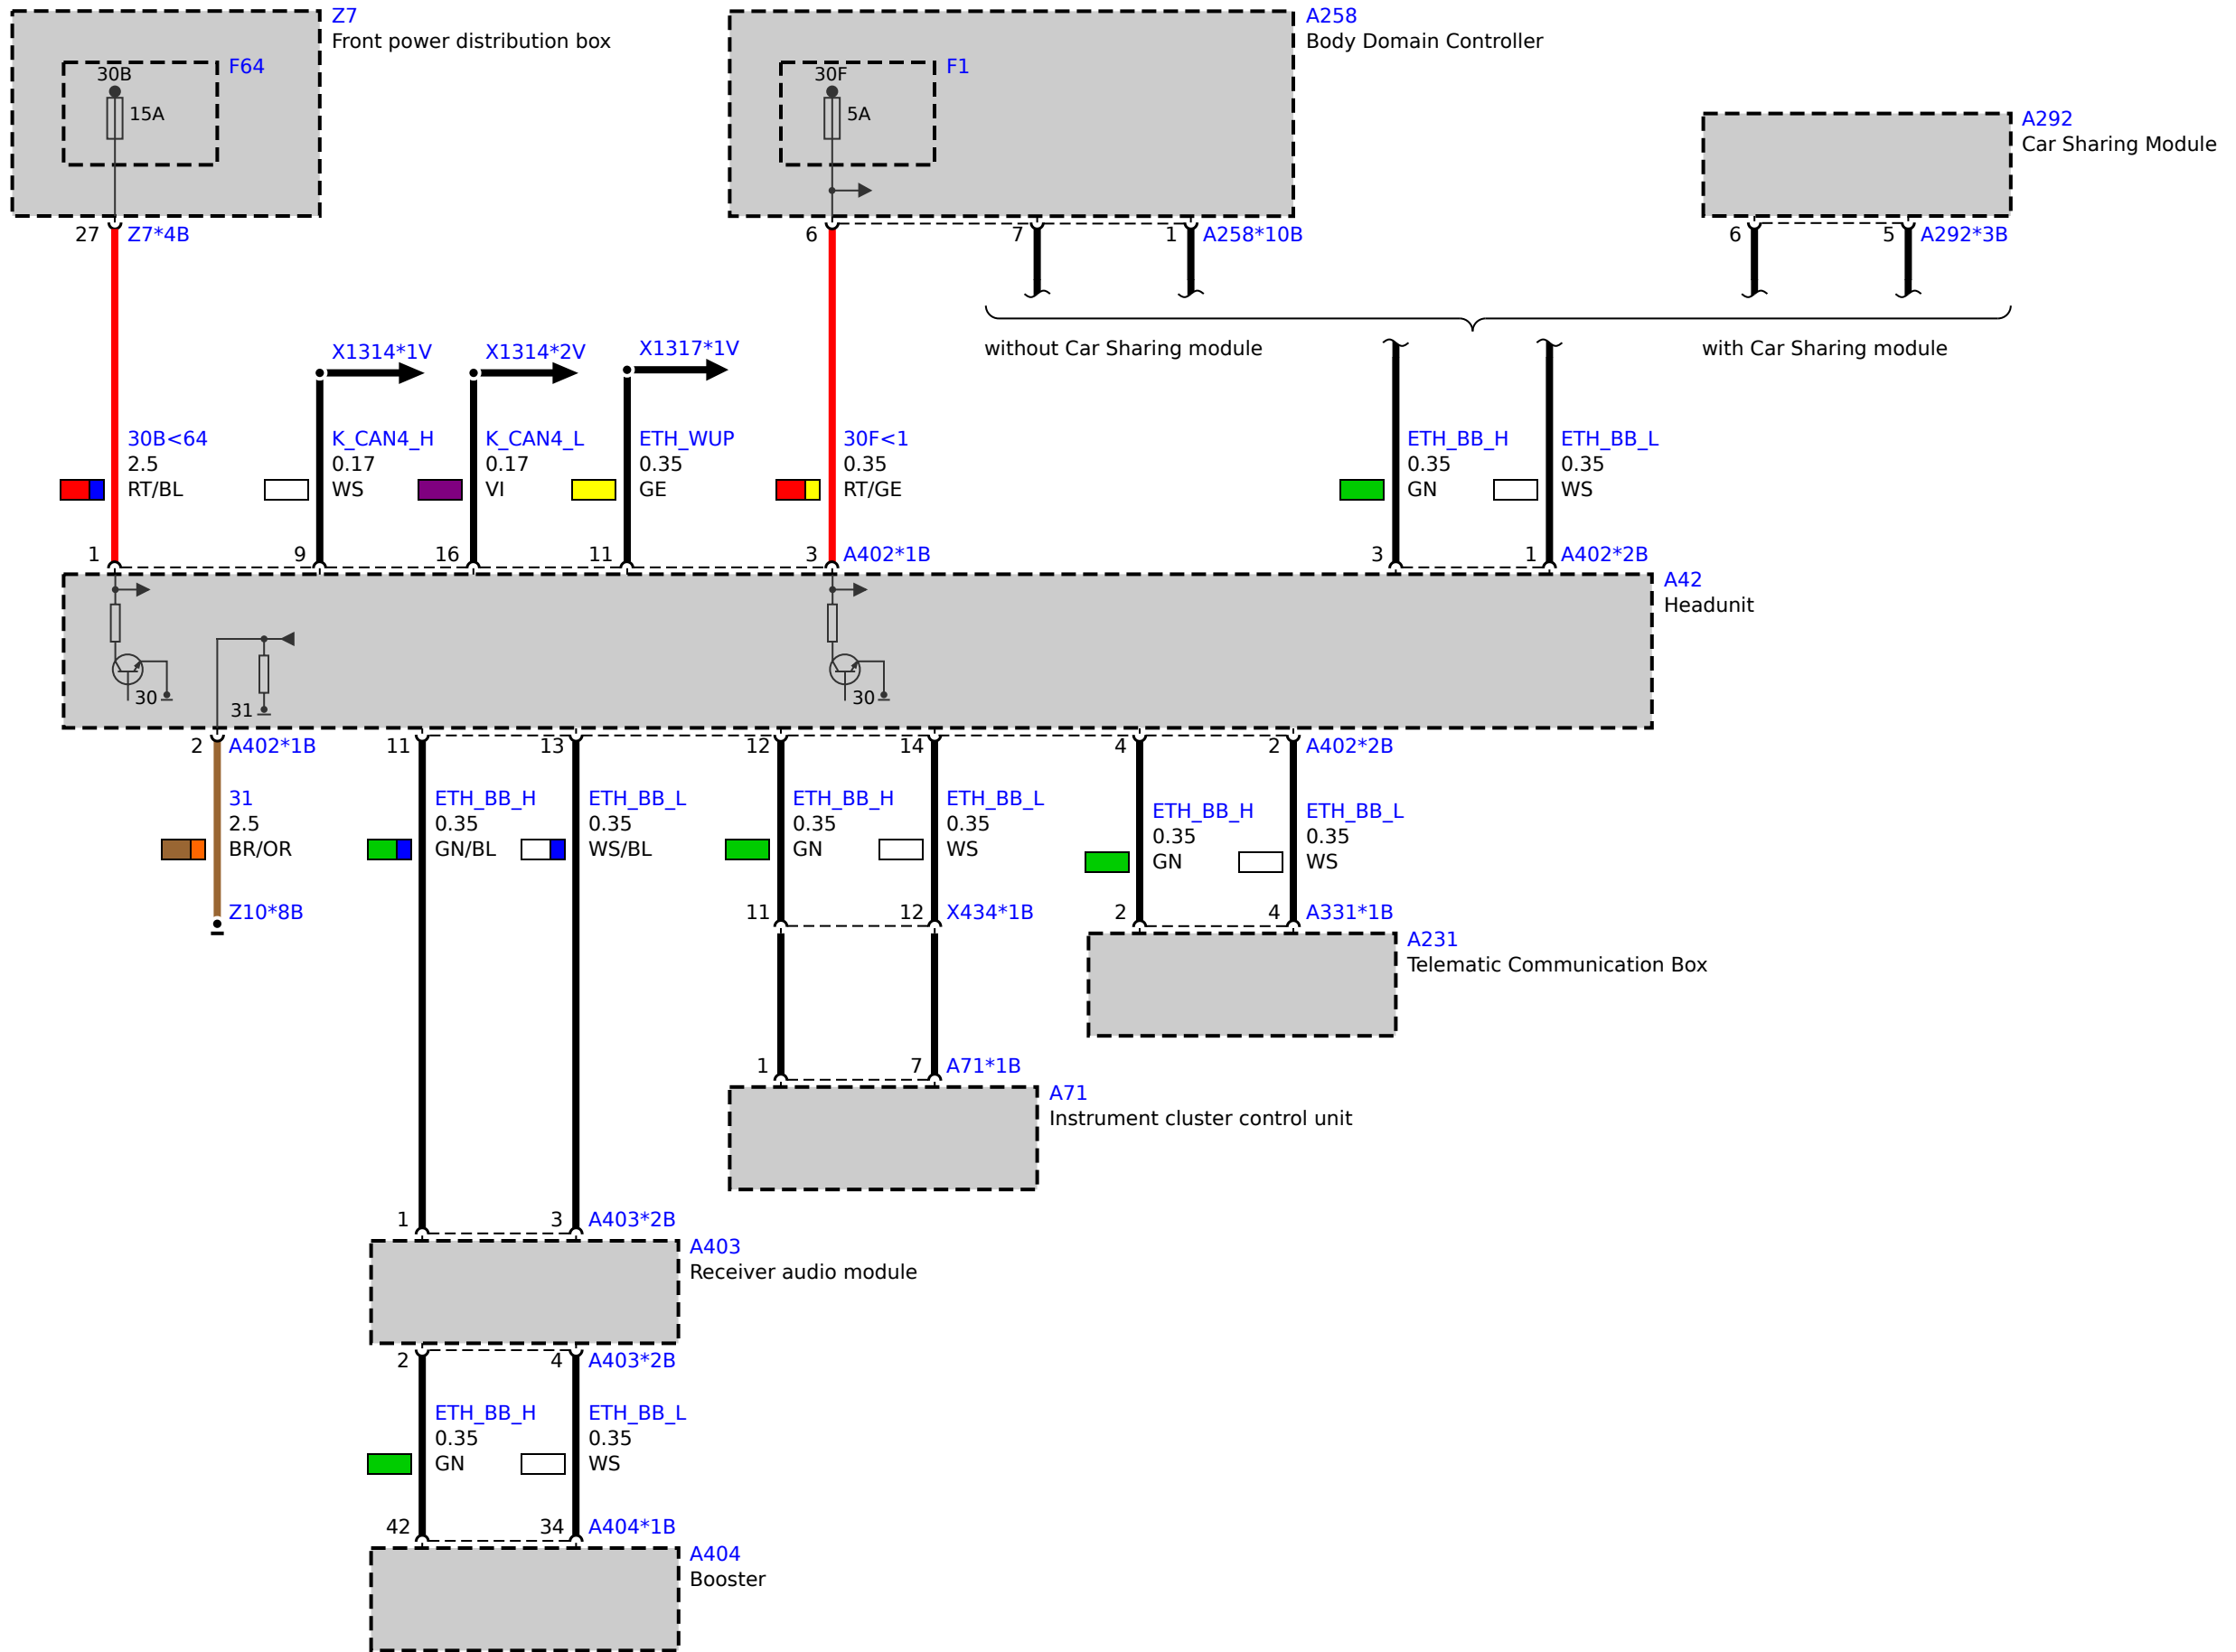 Z7
Front power distribution box
A258
Body Domain Controller
30B
F64
15A
30F
F1
5A
A292
Car Sharing Module
27 Z7*4B
6
7
1 A258*10B
6
5 A292*3B
X1314*1V
X1314*2V
X1317*1V
without Car Sharing module
with Car Sharing module
30B<64
2.5
RT/BL
K_CAN4_H
0.17
WS
K_CAN4_L
0.17
VI
ETH_WUP
0.35
GE
30F<1
0.35
RT/GE
ETH_BB_H
0.35
GN
ETH_BB_L
0.35
WS
1
9
16
11
3 A402*1B
3
1 A402*2B
A42
Headunit
30
31
30
2 A402*1B
11
13
12
14
4
2 A402*2B
31
2.5
BR/OR
ETH_BB_H
0.35
GN/BL
ETH_BB_L
0.35
WS/BL
ETH_BB_H
0.35
GN
ETH_BB_L
0.35
WS
ETH_BB_H
0.35
GN
ETH_BB_L
0.35
WS
Z10*8B
11
12 X434*1B
2
4 A331*1B
A231
Telematic Communication Box
1
7 A71*1B
A71
Instrument cluster control unit
1
3 A403*2B
A403
Receiver audio module
2
4 A403*2B
ETH_BB_H
0.35
GN
ETH_BB_L
0.35
WS
42
34 A404*1B
A404
Booster